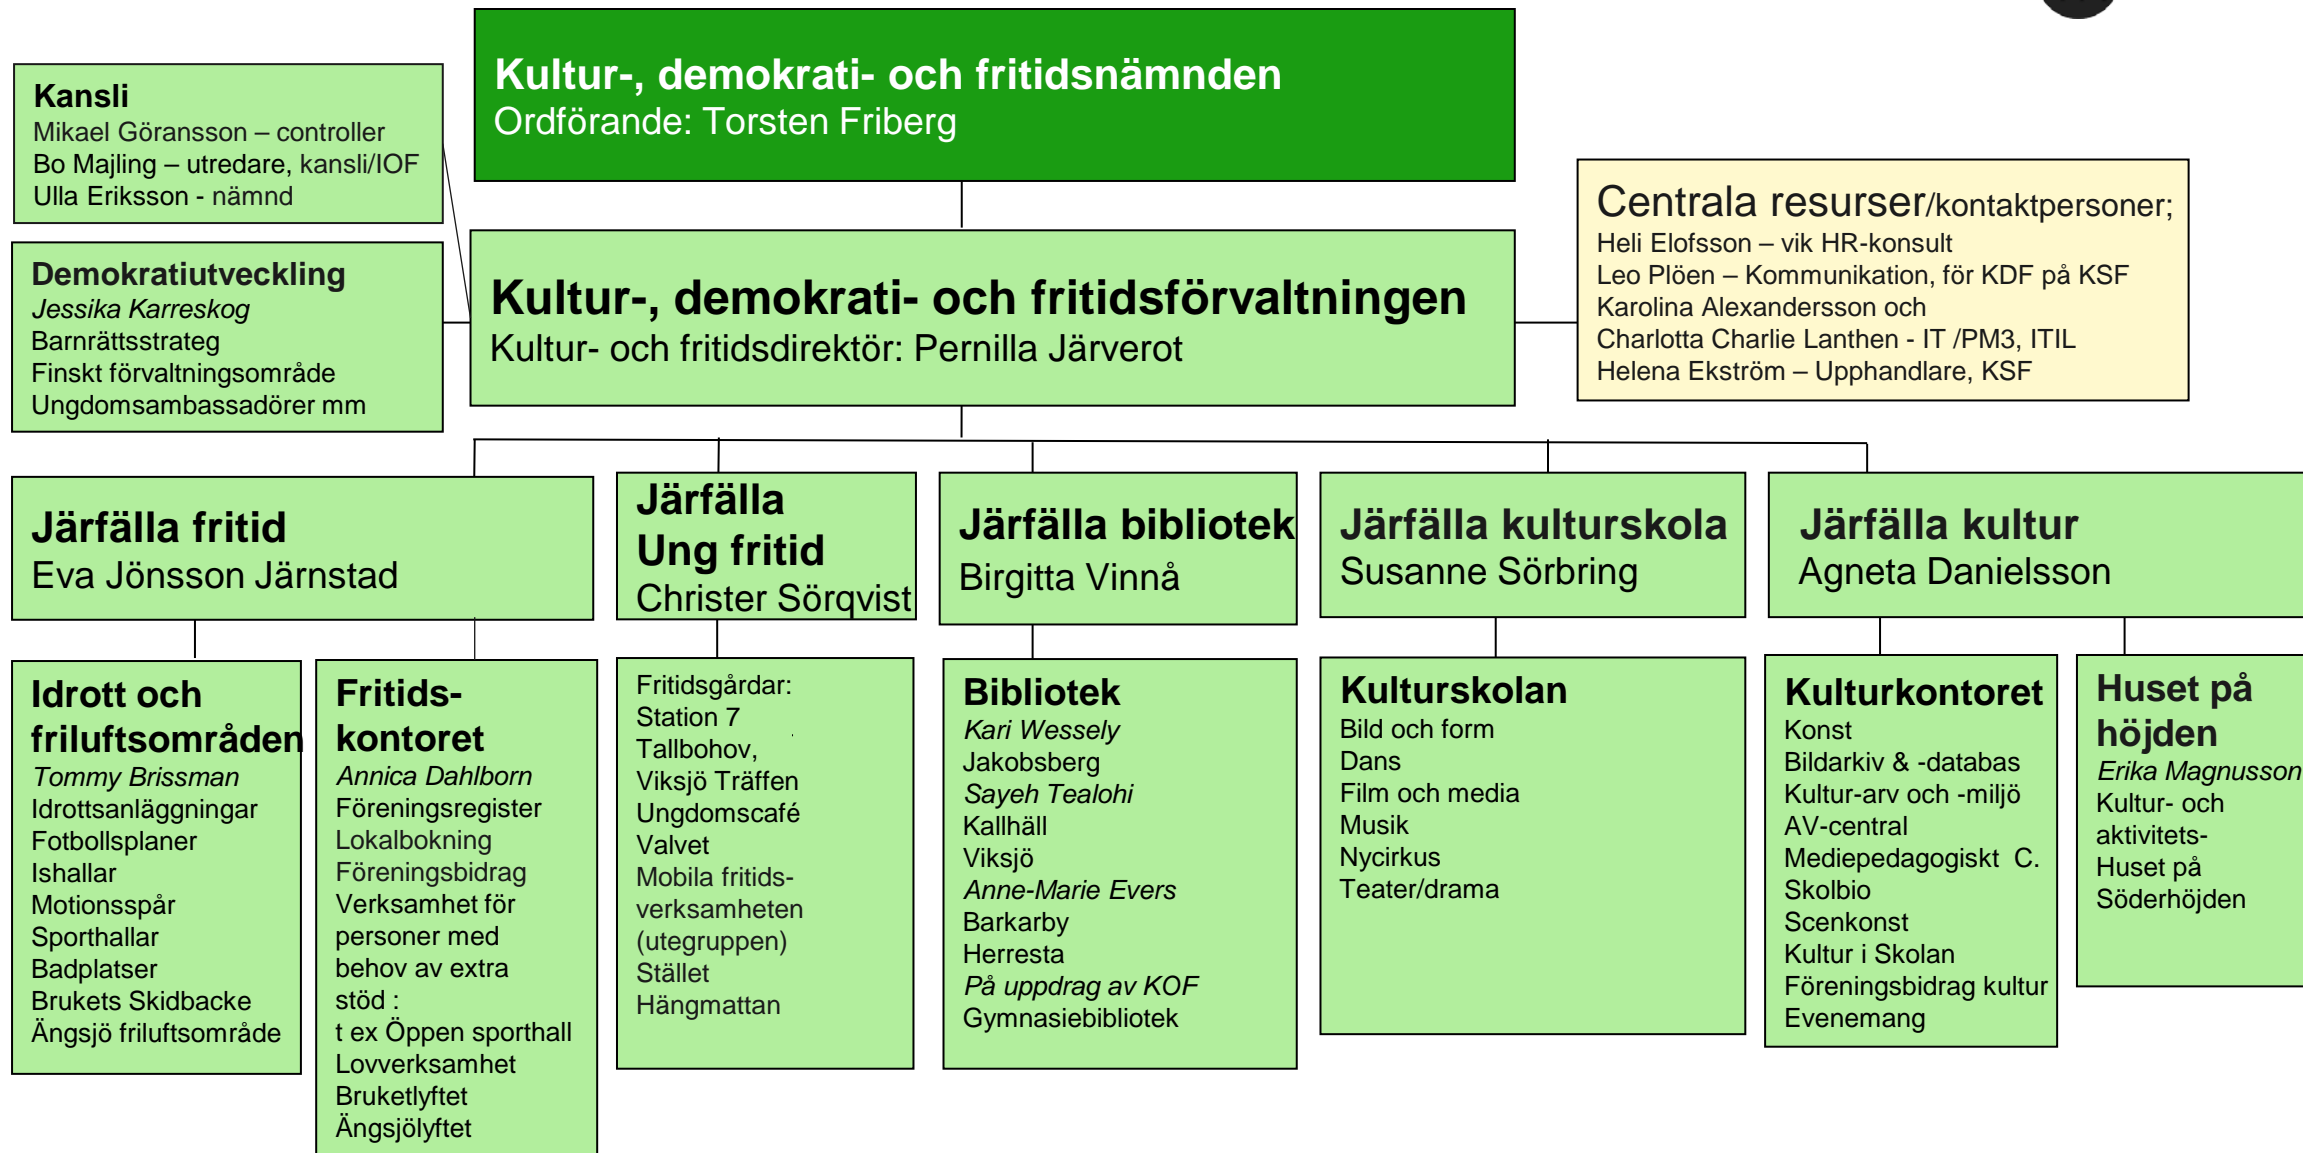 Kultur-, demokrati- och fritidsnämnden
Ordförande: Torsten Friberg
Kansli
Mikael Göransson – controller
Bo Majling – utredare, kansli/IOF
Ulla Eriksson - nämnd
Demokratiutveckling
Jessika Karreskog
Barnrättsstrateg
Finskt förvaltningsområde
Ungdomsambassadörer mm
Kultur-, demokrati- och fritidsförvaltningen
Kultur- och fritidsdirektör: Pernilla Järverot
Centrala resurser/kontaktpersoner;
Heli Elofsson – vik HR-konsult
Leo Plöen – Kommunikation, för KDF på KSF
Karolina Alexandersson och
Charlotta Charlie Lanthen - IT /PM3, ITIL
Helena Ekström – Upphandlare, KSF
Järfälla fritid
Eva Jönsson Järnstad
Järfälla
Ung fritid
Christer Sörqvist
Järfälla bibliotek
Birgitta Vinnå
Järfälla kulturskola
Susanne Sörbring
Järfälla kultur
Agneta Danielsson
Idrott och
friluftsområden
Tommy Brissman
Idrottsanläggningar
Fotbollsplaner
Ishallar
Motionsspår
Sporthallar
Badplatser
Brukets Skidbacke
Ängsjö friluftsområde
Fritids-
kontoret
Annica Dahlborn
Föreningsregister
Lokalbokning
Föreningsbidrag
Verksamhet för
personer med
behov av extra
stöd :
t ex Öppen sporthall
Lovverksamhet
Bruketlyftet
Ängsjölyftet
Fritidsgårdar:
Station 7
Tallbohov,
Viksjö Träffen
Ungdomscafé
Valvet
Mobila fritids-
verksamheten
(utegruppen)
Stället
Hängmattan
Bibliotek
Kari Wessely
Jakobsberg
Sayeh Tealohi
Kallhäll
Viksjö
Anne-Marie Evers
Barkarby
Herresta
På uppdrag av KOF
Gymnasiebibliotek
Kulturskolan
Bild och form
Dans
Film och media
Musik
Nycirkus
Teater/drama
Kulturkontoret
Konst
Bildarkiv & -databas
Kultur-arv och -miljö
AV-central
Mediepedagogiskt C.
Skolbio
Scenkonst
Kultur i Skolan
Föreningsbidrag kultur
Evenemang
Huset på
höjden
Erika Magnusson
Kultur- och
aktivitets-
Huset på
Söderhöjden